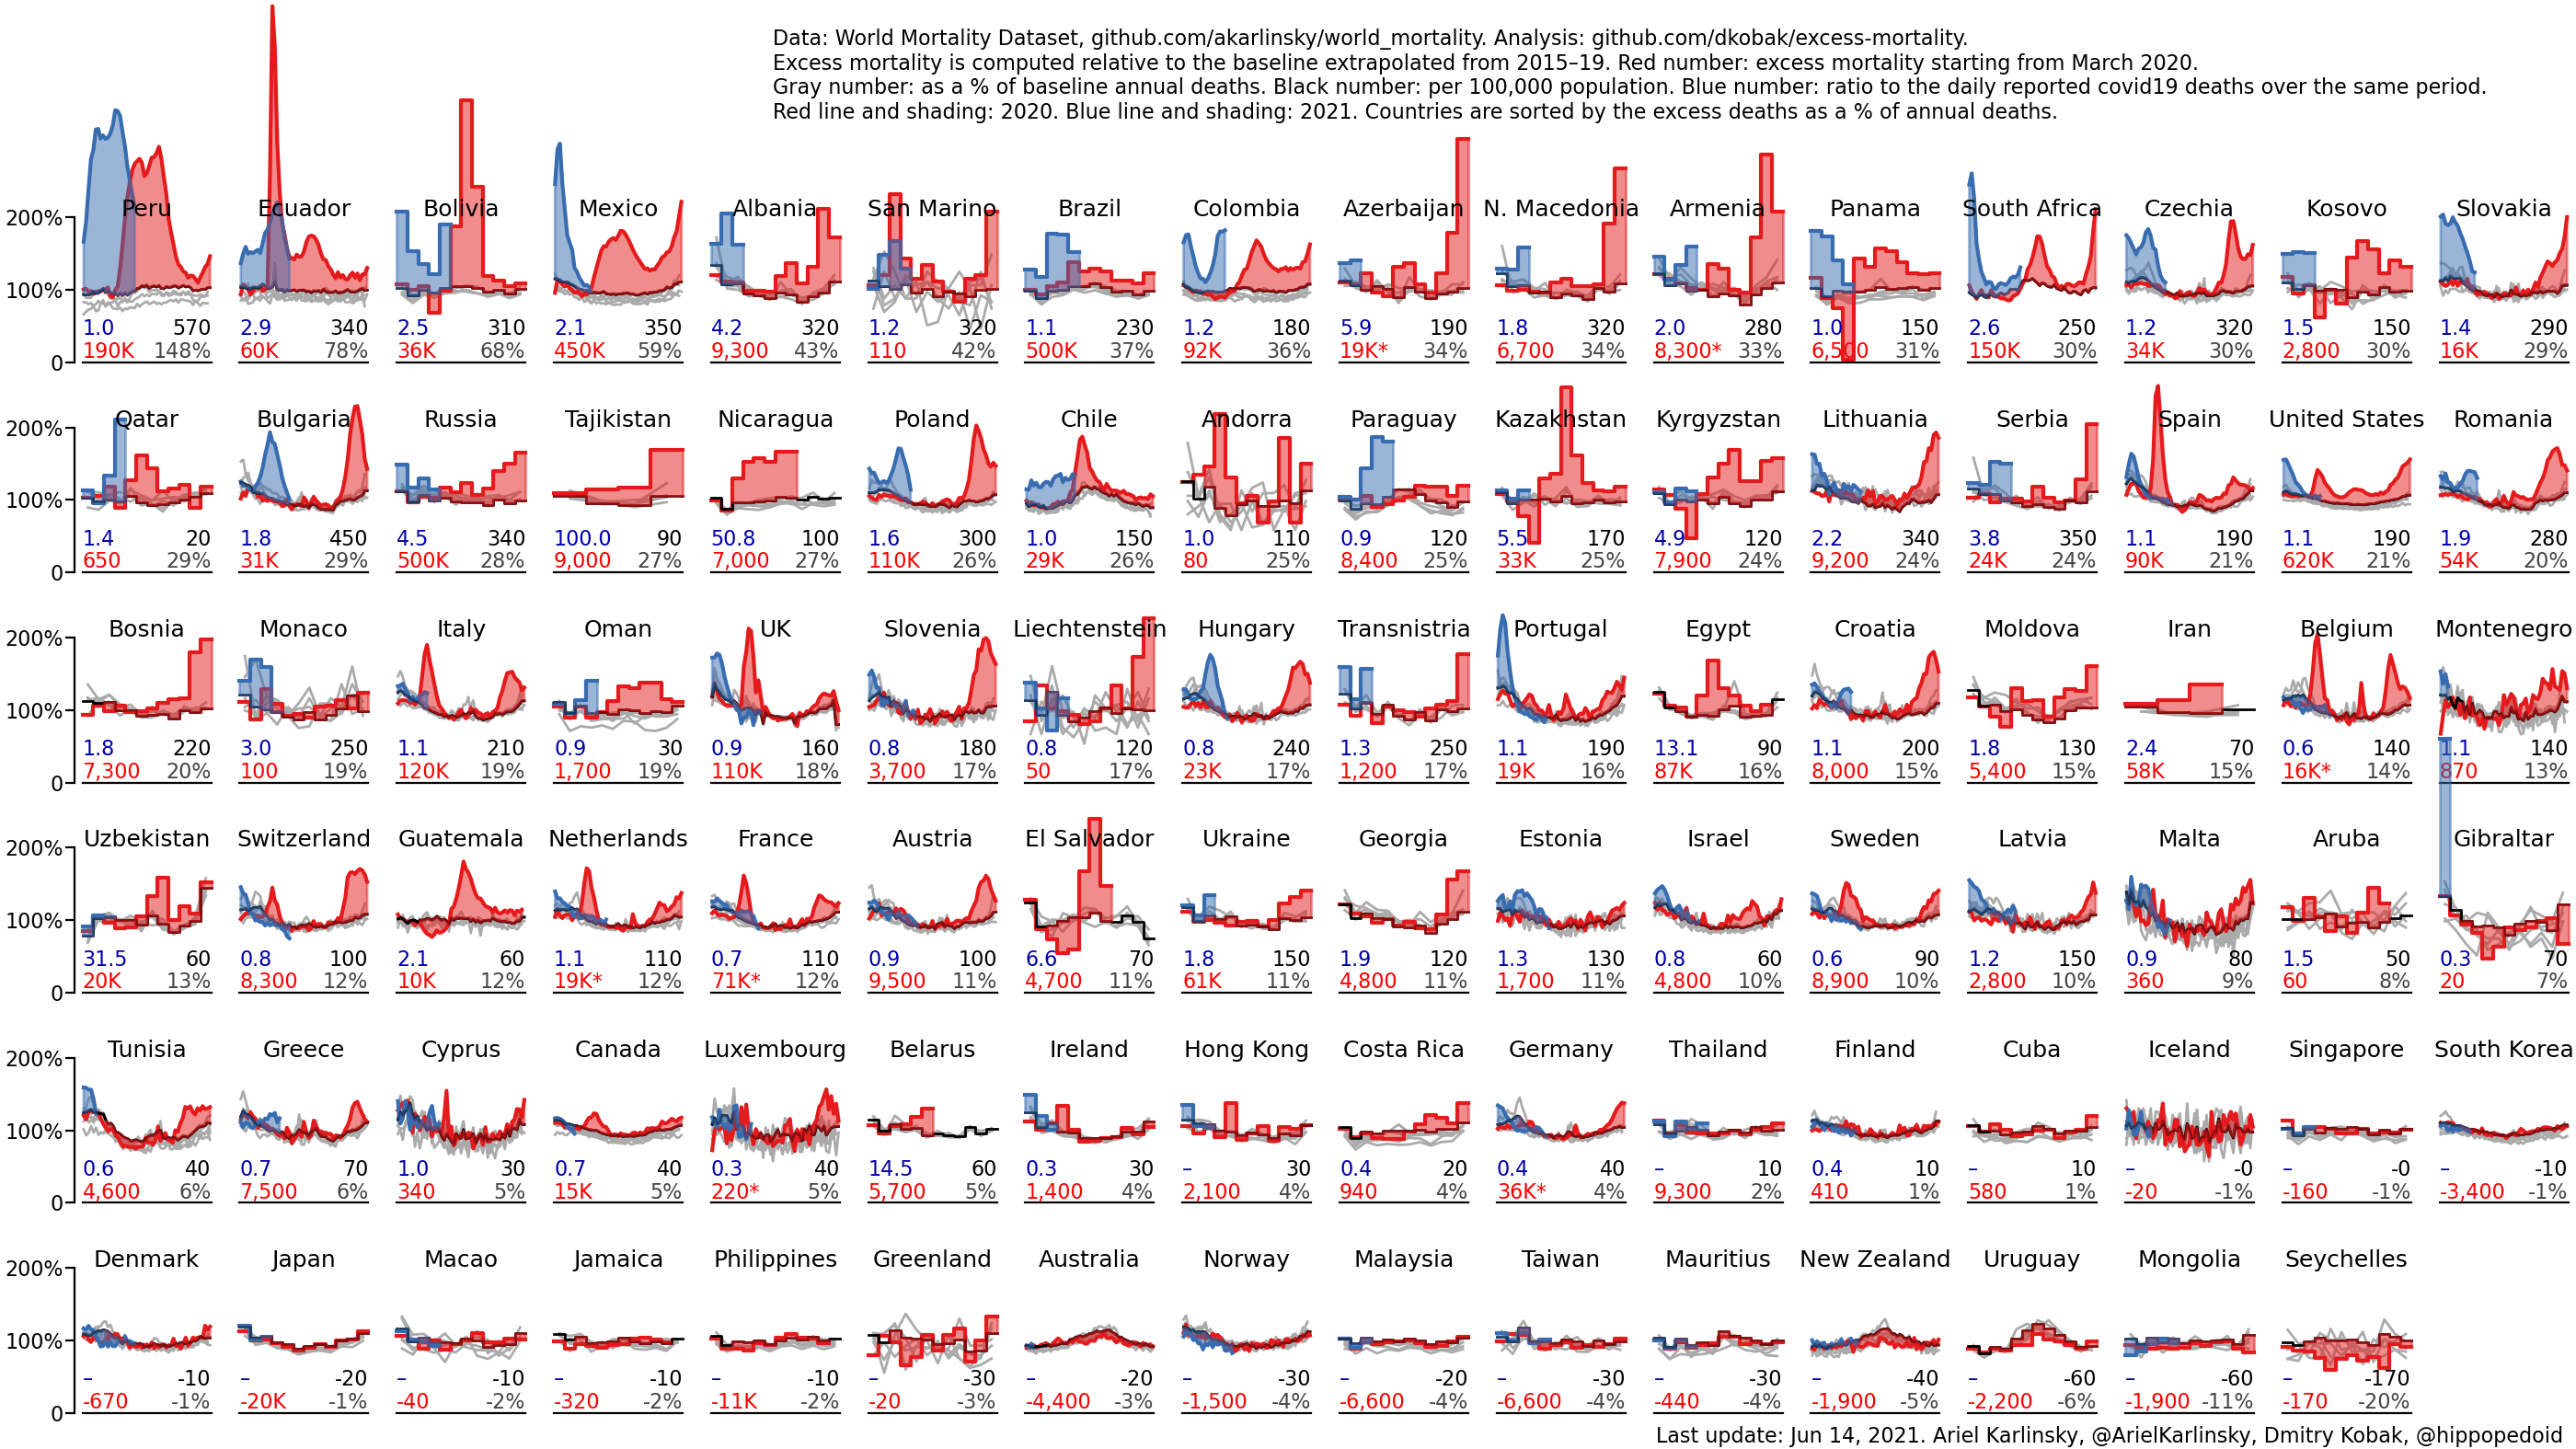 Data: World Mortality Dataset, github.com/akarlinsky/world_mortality. Analysis: github.com/dkobak/excess-mortality.
Excess mortality is computed relative to the baseline extrapolated from 2015–19. Red number: excess mortality starting from March 2020.
Gray number: as a % of baseline annual deaths. Black number: per 100,000 population. Blue number: ratio to the daily reported covid19 deaths over the same period.
Red line and shading: 2020. Blue line and shading: 2021. Countries are sorted by the excess deaths as a % of annual deaths.
200% Peru Ecuador Bolivia Mexico Albania San Marino Brazil Colombia Azerbaijan N. Macedonia Armenia Panama South Africa Czechia Kosovo Slovakia
100%
1.0 570 2.9 340 2.5 310 2.1 350 4.2 320 1.2 320 1.1 230 1.2 180 5.9 190 1.8 320 2.0 280 1.0 150 2.6 250 1.2 320 1.5 150 1.4 290
190K 148% 60K 78% 36K 68% 450K 59% 9,300 43% 110 42% 500K 37% 92K 36% 19K* 34% 6,700 34% 8,300* 33% 6,500 31% 150K 30% 34K 30% 2,800 30% 16K 29%
0
200% Qatar Bulgaria Russia Tajikistan Nicaragua Poland Chile Andorra Paraguay Kazakhstan Kyrgyzstan Lithuania Serbia Spain United States Romania
100%
1.4 20 1.8 450 4.5 340 100.0 90 50.8 100 1.6 300 1.0 150 1.0 110 0.9 120 5.5 170 4.9 120 2.2 340 3.8 350 1.1 190 1.1 190 1.9 280
650 29% 31K 29% 500K 28% 9,000 27% 7,000 27% 110K 26% 29K 26% 80 25% 8,400 25% 33K 25% 7,900 24% 9,200 24% 24K 24% 90K 21% 620K 21% 54K 20%
0
200% Bosnia Monaco Italy Oman UK Slovenia Liechtenstein Hungary Transnistria Portugal Egypt Croatia Moldova Iran Belgium Montenegro
100%
1.8 220 3.0 250 1.1 210 0.9 30 0.9 160 0.8 180 0.8 120 0.8 240 1.3 250 1.1 190 13.1 90 1.1 200 1.8 130 2.4 70 0.6 140 1.1 140
7,300 20% 100 19% 120K 19% 1,700 19% 110K 18% 3,700 17% 50 17% 23K 17% 1,200 17% 19K 16% 87K 16% 8,000 15% 5,400 15% 58K 15% 16K* 14% 870 13%
0
200% Uzbekistan Switzerland Guatemala Netherlands France Austria El Salvador Ukraine Georgia Estonia Israel Sweden Latvia Malta Aruba Gibraltar
100%
31.5 60 0.8 100 2.1 60 1.1 110 0.7 110 0.9 100 6.6 70 1.8 150 1.9 120 1.3 130 0.8 60 0.6 90 1.2 150 0.9 80 1.5 50 0.3 70
20K 13% 8,300 12% 10K 12% 19K* 12% 71K* 12% 9,500 11% 4,700 11% 61K 11% 4,800 11% 1,700 11% 4,800 10% 8,900 10% 2,800 10% 360 9% 60 8% 20 7%
0
200% Tunisia Greece Cyprus Canada Luxembourg Belarus Ireland Hong Kong Costa Rica Germany Thailand Finland Cuba Iceland Singapore South Korea
100%
0.6 40 0.7 70 1.0 30 0.7 40 0.3 40 14.5 60 0.3 30 – 30 0.4 20 0.4 40 – 10 0.4 10 – 10 – -0 – -0 – -10
4,600 6% 7,500 6% 340 5% 15K 5% 220* 5% 5,700 5% 1,400 4% 2,100 4% 940 4% 36K* 4% 9,300 2% 410 1% 580 1% -20 -1% -160 -1% -3,400 -1%
0
200% Denmark Japan Macao Jamaica Philippines Greenland Australia Norway Malaysia Taiwan Mauritius New Zealand Uruguay Mongolia Seychelles
100%
– -10 – -20 – -10 – -10 – -10 – -30 – -20 – -30 – -20 – -30 – -30 – -40 – -60 – -60 – -170
-670 -1% -20K -1% -40 -2% -320 -2% -11K -2% -20 -3% -4,400 -3% -1,500 -4% -6,600 -4% -6,600 -4% -440 -4% -1,900 -5% -2,200 -6% -1,900 -11% -170 -20%
0
Last update: Jun 14, 2021. Ariel Karlinsky, @ArielKarlinsky, Dmitry Kobak, @hippopedoid